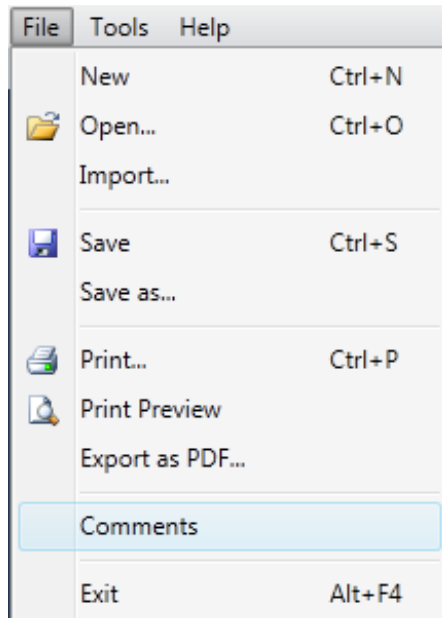 File Tools Help
New Ctrl+N
Open... Ctrl+O
Import...
Save Ctrl+S
Save as...
Print... Ctrl+P
Print Preview
Export as PDF...
Comments
Exit Alt+F4